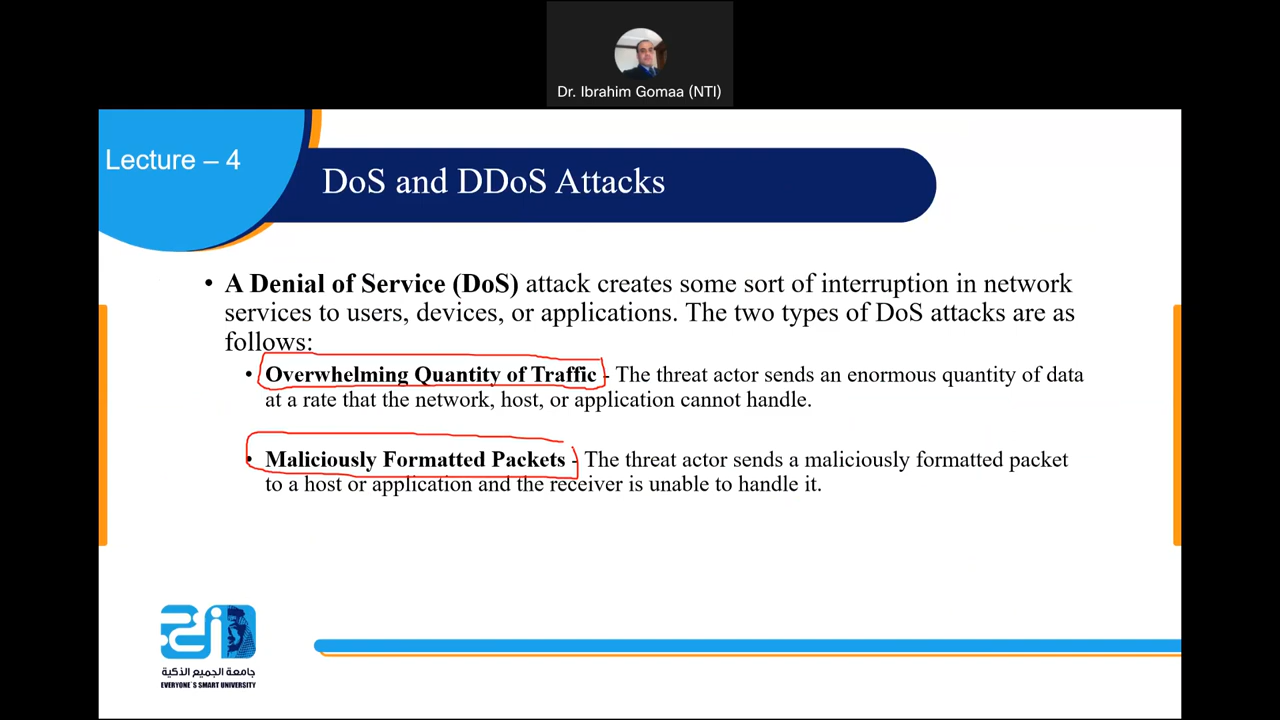 Dr. Ibrahim Gomaa (NTI)
Lecture – 4
DoS and DDoS Attacks
• A Denial of Service (DoS) attack creates some sort of interruption in network
services to users, devices, or applications. The two types of DoS attacks are as
follows:
• Overwhelming Quantity of Traffic - The threat actor sends an enormous quantity of data
at a rate that the network, host, or application cannot handle.
• Maliciously Formatted Packets - The threat actor sends a maliciously formatted packet
to a host or application and the receiver is unable to handle it.
جامعة الجميع الذكية
EVERYONE`S SMART UNIVERSITY